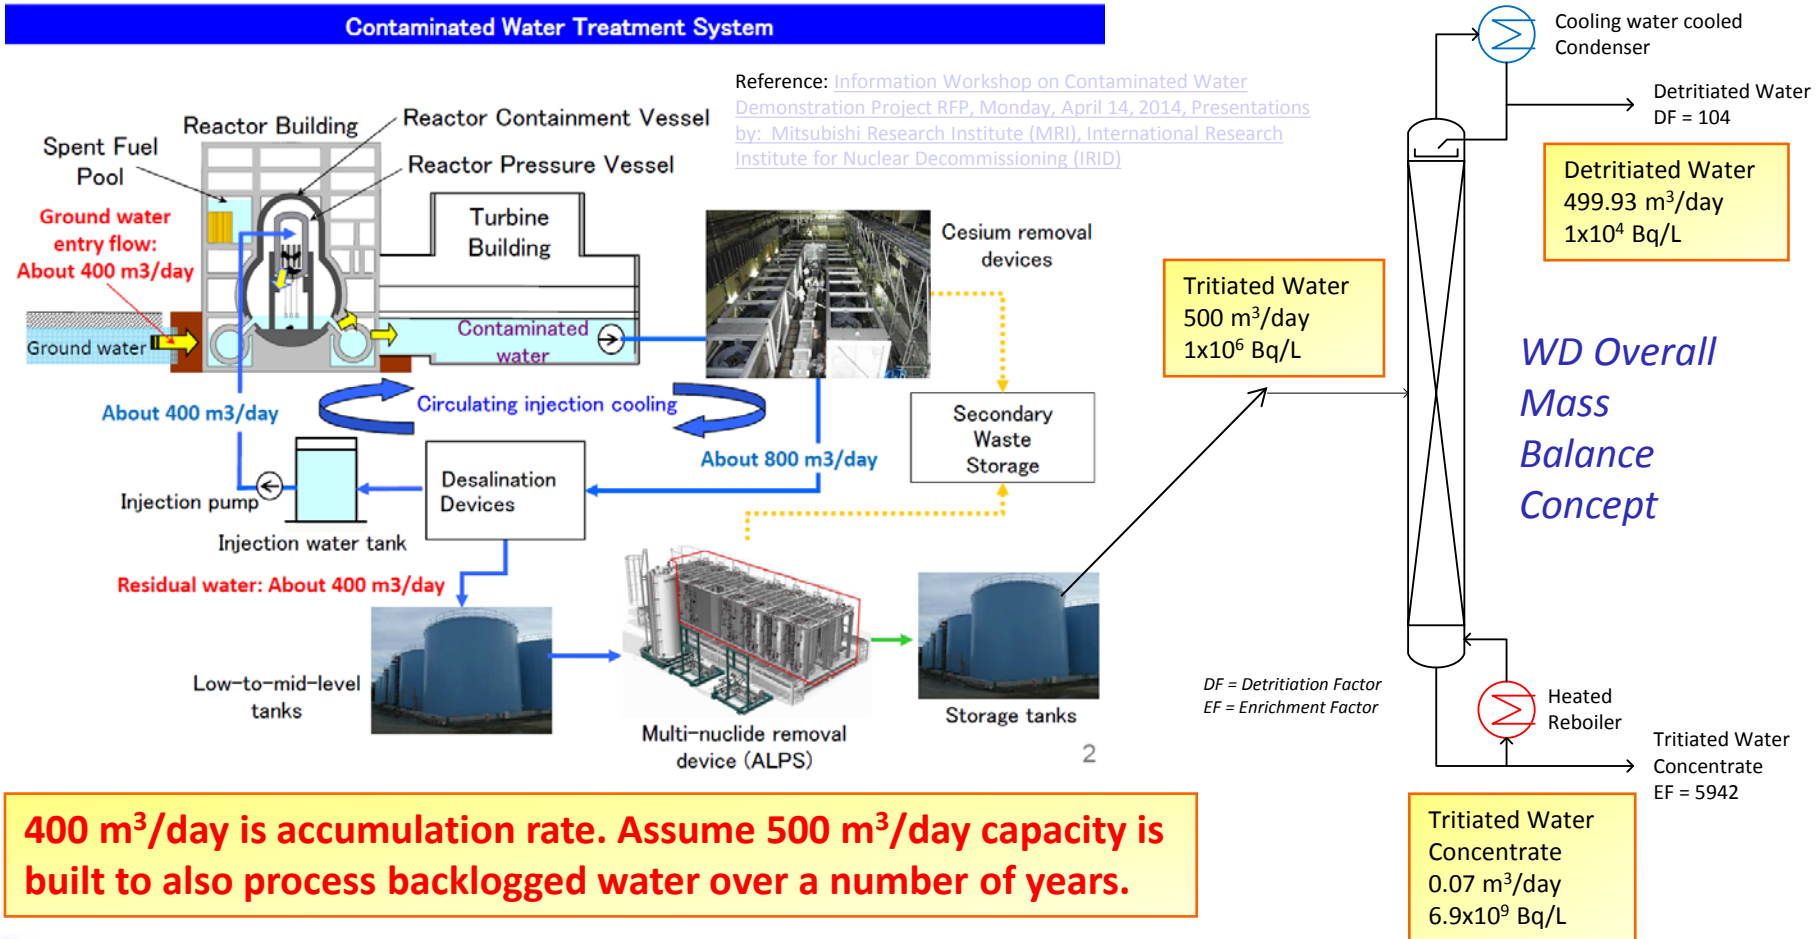 Contaminated Water Treatment System
Reference: Information Workshop on Contaminated Water
Demonstration Project RFP, Monday, April 14, 2014, Presentations
by: Mitsubishi Research Institute (MRI), International Research
Institute for Nuclear Decommissioning (IRID)
Reactor Building
Reactor Containment Vessel
Spent Fuel
Pool
Reactor Pressure Vessel
Ground water
entry flow:
About 400 m3/day
Turbine
Building
Cesium removal
devices
Ground water
Contaminated
water
About 400 m3/day
Circulating injection cooling
About 800 m3/day
Secondary
Waste
Storage
Injection pump
Desalination
Devices
Injection water tank
Residual water: About 400 m3/day
Low-to-mid-level
tanks
Multi-nuclide removal
device (ALPS)
Storage tanks
2
400 m³/day is accumulation rate. Assume 500 m³/day capacity is
built to also process backlogged water over a number of years.
Cooling water cooled
Condenser
Detritiated Water
DF = 104
Detritiated Water
499.93 m³/day
1x10⁴ Bq/L
Tritiated Water
500 m³/day
1x10⁶ Bq/L
WD Overall
Mass
Balance
Concept
DF = Detritiation Factor
EF = Enrichment Factor
Heated
Reboiler
Tritiated Water
Concentrate
EF = 5942
Tritiated Water
Concentrate
0.07 m³/day
6.9x10⁹ Bq/L